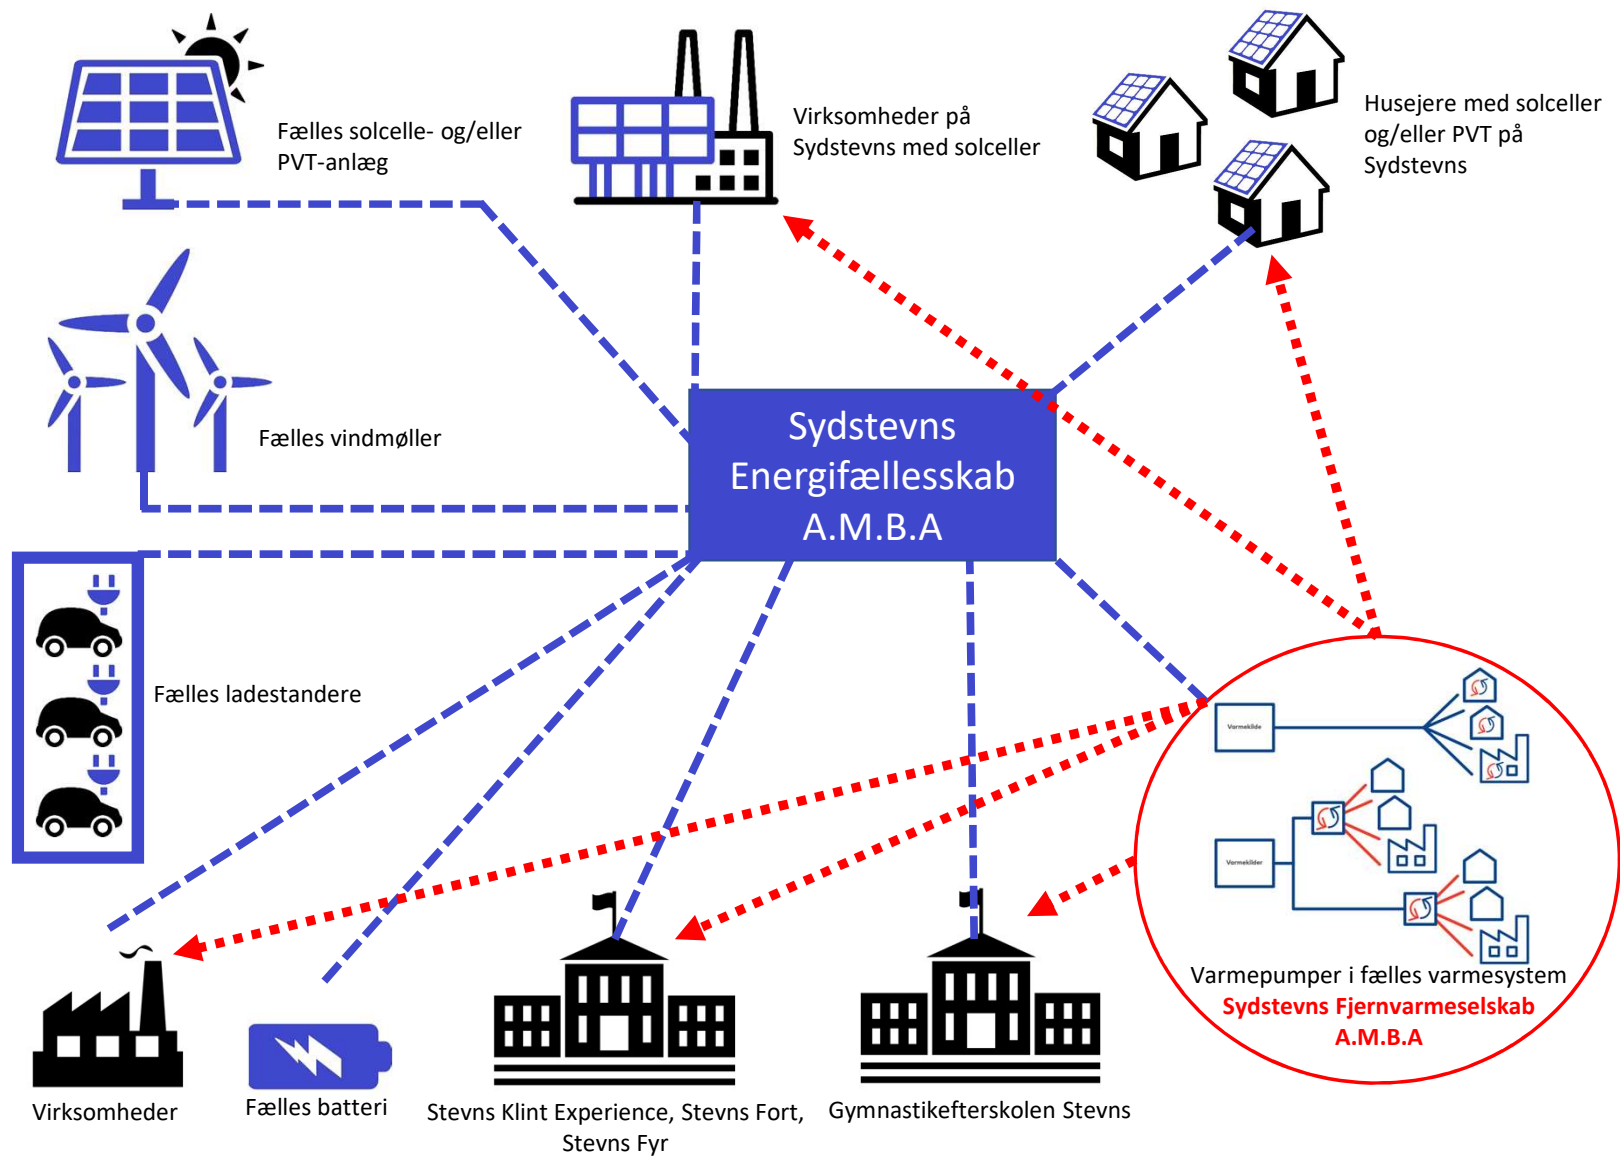 Fælles solcelle- og/eller
PVT-anlæg
Virksomheder på
Sydstevns med solceller
Husejere med solceller
og/eller PVT på
Sydstevns
Fælles vindmøller
Sydstevns
Energifællesskab
A.M.B.A
Fælles ladestandere
Varmekilde
Varmekilder
Varmepumper i fælles varmesystem
Sydstevns Fjernvarmeselskab
A.M.B.A
Virksomheder
Fælles batteri
Stevns Klint Experience, Stevns Fort,
Stevns Fyr
Gymnastikefterskolen Stevns